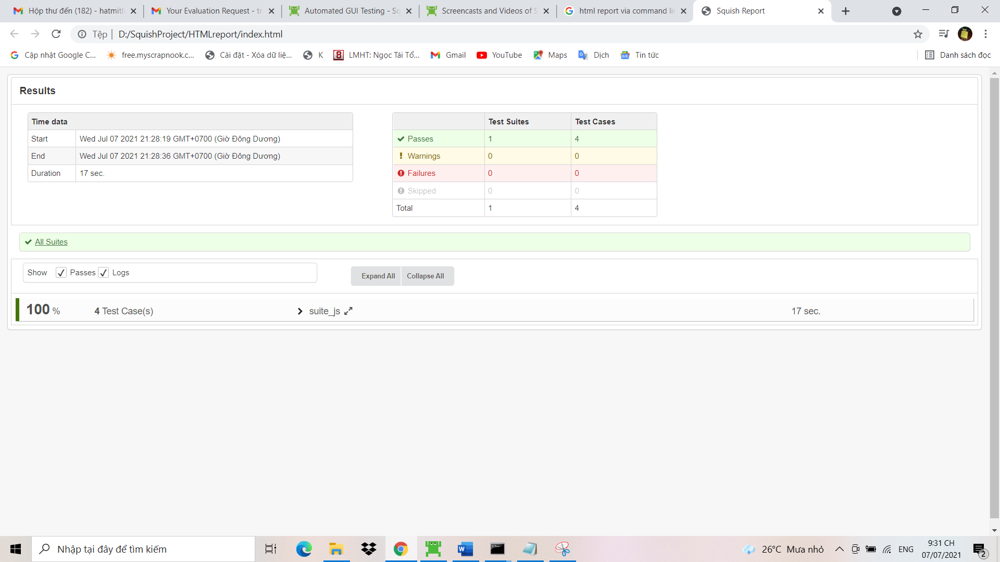 Hộp thư đến (182) - hatmitl
Your Evaluation Request - tr
Automated GUI Testing - Sq
Screencasts and Videos of S
html report via command lin
Squish Report
Tệp | D:/SquishProject/HTMLreport/index.html
Cập nhật Google C...
free.myscrapnook.c...
Cài đặt - Xóa dữ liệ...
K
LMHT: Ngọc Tái Tổ...
Gmail
YouTube
Maps
Dịch
Tin tức
Danh sách đọc
Results
Time data
Start Wed Jul 07 2021 21:28:19 GMT+0700 (Giờ Đông Dương)
End Wed Jul 07 2021 21:28:36 GMT+0700 (Giờ Đông Dương)
Duration 17 sec.
Test Suites Test Cases
Passes 1 4
Warnings 0 0
Failures 0 0
Skipped 0 0
Total 1 4
All Suites
Show Passes Logs
Expand All Collapse All
100 % 4 Test Case(s) suite_js 17 sec.
Nhập tại đây để tìm kiếm
26°C Mưa nhỏ
ENG
9:31 CH
07/07/2021
2